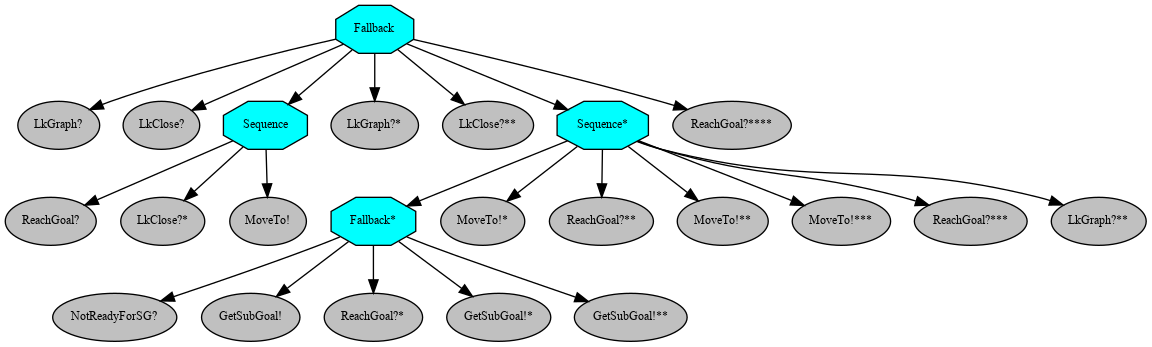 Fallback
LkGraph?
LkClose?
Sequence
LkGraph?*
LkClose?**
Sequence*
ReachGoal?****
ReachGoal?
LkClose?*
MoveTo!
Fallback*
MoveTo!*
ReachGoal?**
MoveTo!**
MoveTo!***
ReachGoal?***
LkGraph?**
NotReadyForSG?
GetSubGoal!
ReachGoal?*
GetSubGoal!*
GetSubGoal!**